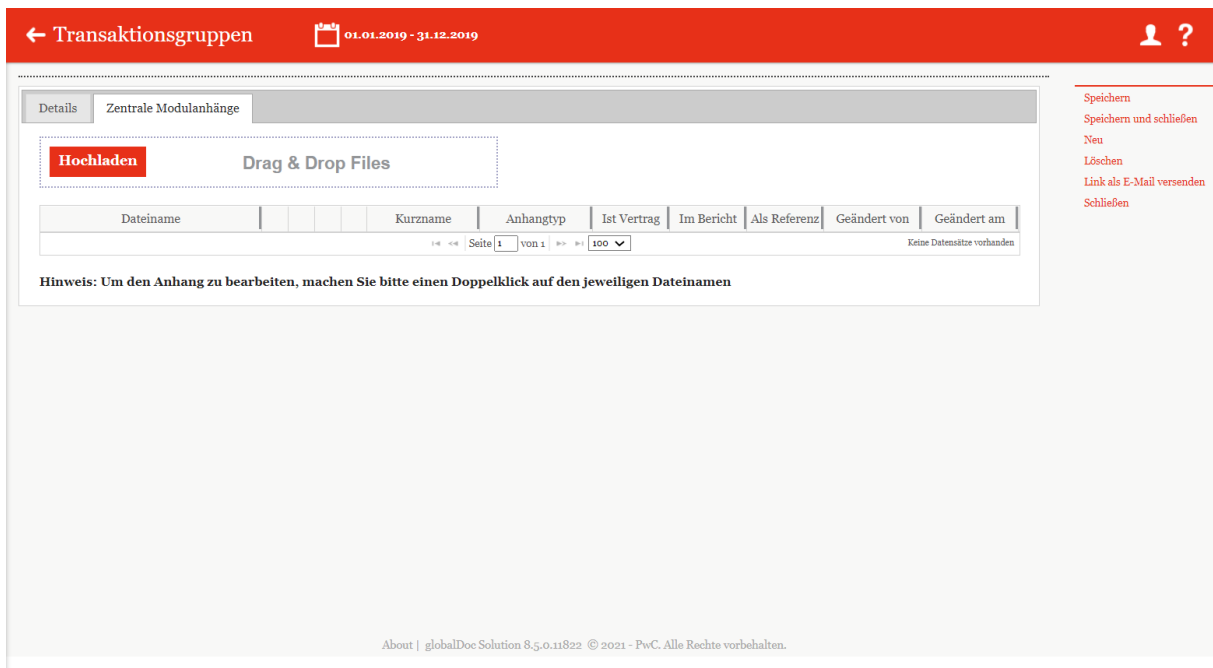 Transaktionsgruppen
01.01.2019 - 31.12.2019
?
Details
Zentrale Modulanhänge
Hochladen
Drag & Drop Files
Dateiname Kurzname Anhangtyp Ist Vertrag Im Bericht Als Referenz Geändert von Geändert am
Seite 1 von 1 100 Keine Datensätze vorhanden
Hinweis: Um den Anhang zu bearbeiten, machen Sie bitte einen Doppelklick auf den jeweiligen Dateinamen
Speichern
Speichern und schließen
Neu
Löschen
Link als E-Mail versenden
Schließen
About | globalDoc Solution 8.5.0.11822 © 2021 - PwC. Alle Rechte vorbehalten.